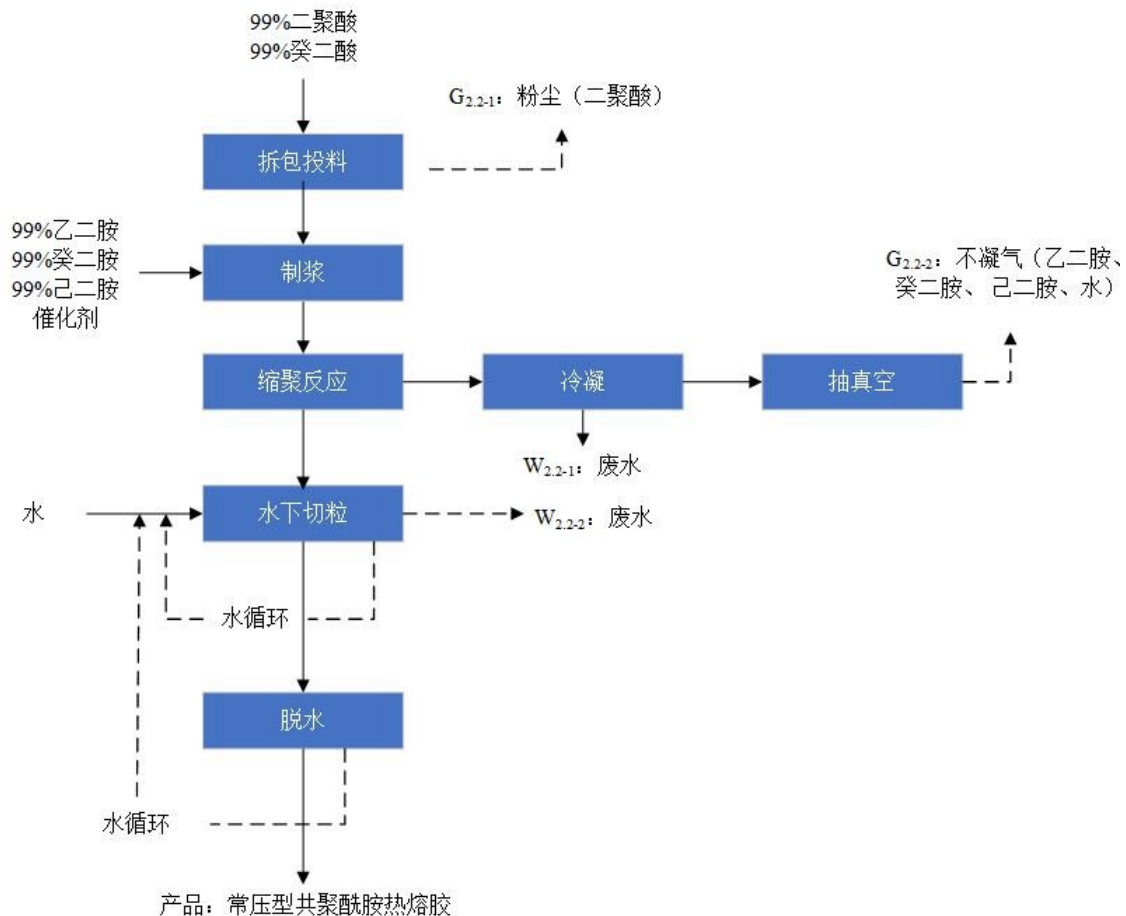 99%二聚酸
99%癸二酸
G2.2-1：粉尘（二聚酸）
拆包投料
99%乙二胺
99%癸二胺
99%己二胺
催化剂
制浆
G2.2-2：不凝气（乙二胺、
癸二胺、己二胺、水）
缩聚反应
冷凝
抽真空
W2.2-1：废水
水
水下切粒
W2.2-2：废水
水循环
脱水
水循环
产品：常压型共聚酰胺热熔胶